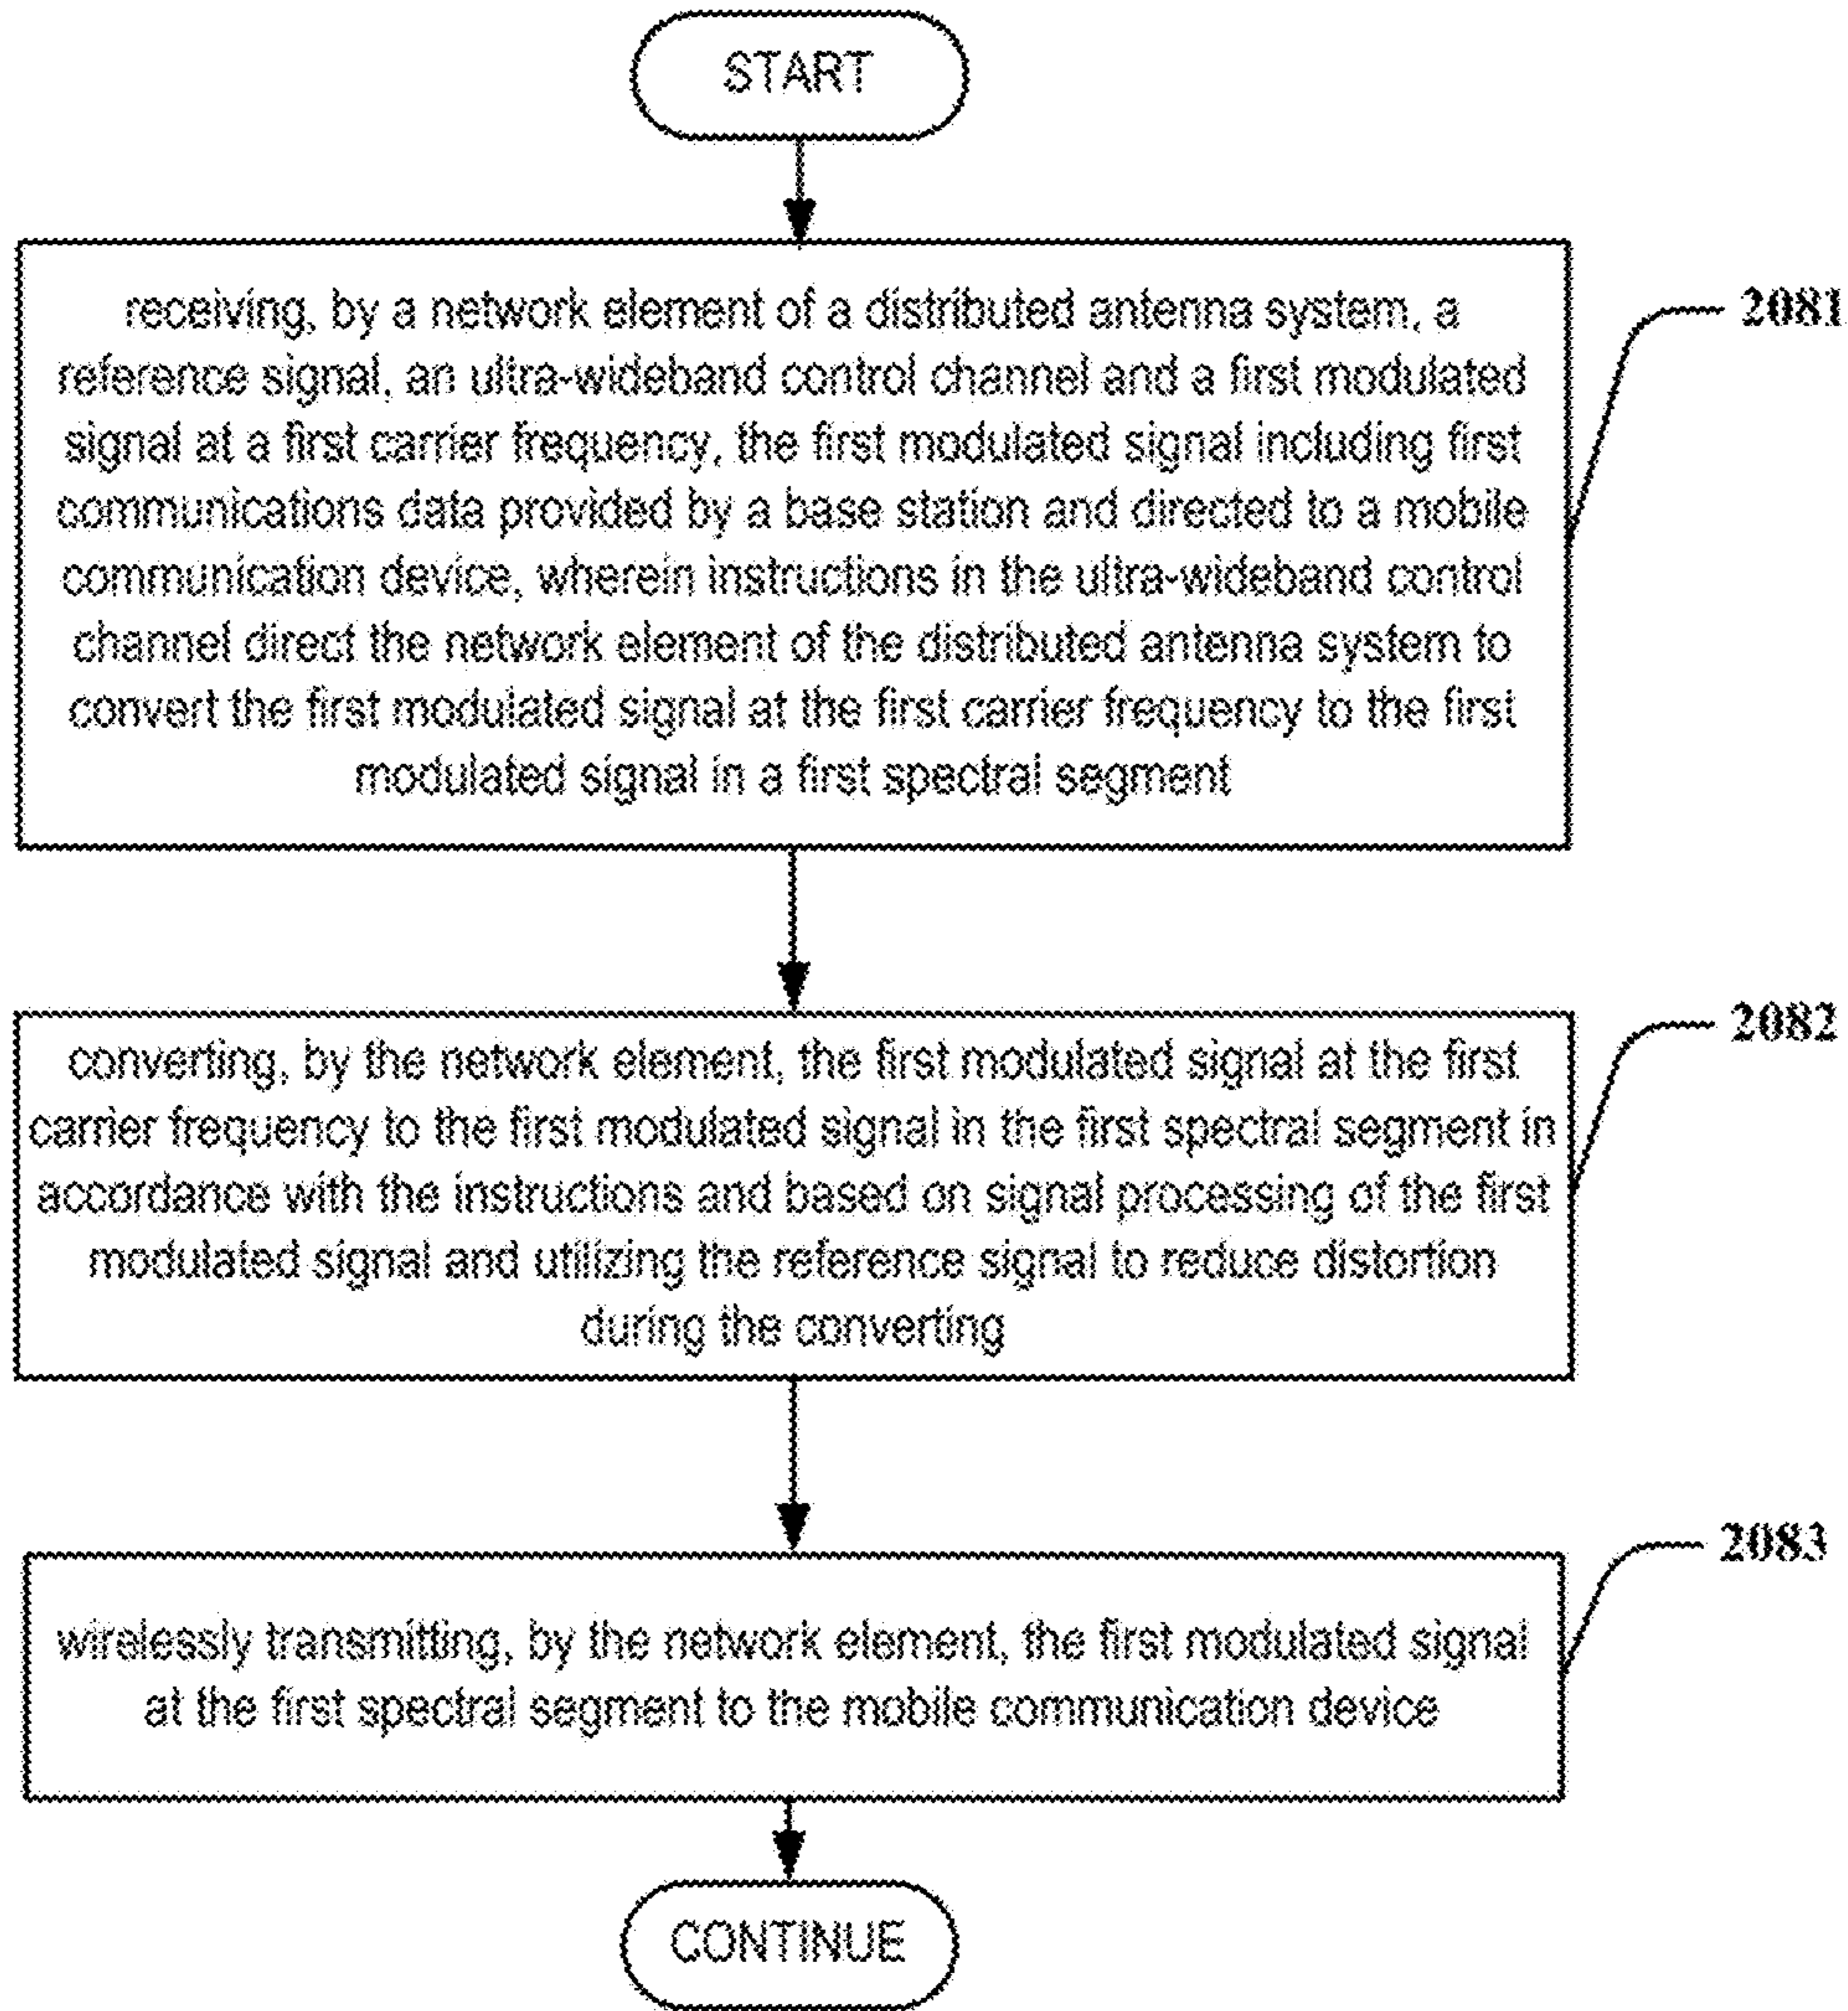 START
receiving, by a network element of a distributed antenna system, a
reference signal, an ultra-wideband control channel and a first modulated
signal at a first carrier frequency, the first modulated signal including first
communications data provided by a base station and directed to a mobile
communication device, wherein instructions in the ultra-wideband control
channel direct the network element of the distributed antenna system to
convert the first modulated signal at the first carrier frequency to the first
modulated signal in a first spectral segment
2081
converting, by the network element, the first modulated signal at the first
carrier frequency to the first modulated signal in the first spectral segment in
accordance with the instructions and based on signal processing of the first
modulated signal and utilizing the reference signal to reduce distortion
during the converting
2082
wirelessly transmitting, by the network element, the first modulated signal
at the first spectral segment to the mobile communication device
2083
CONTINUE